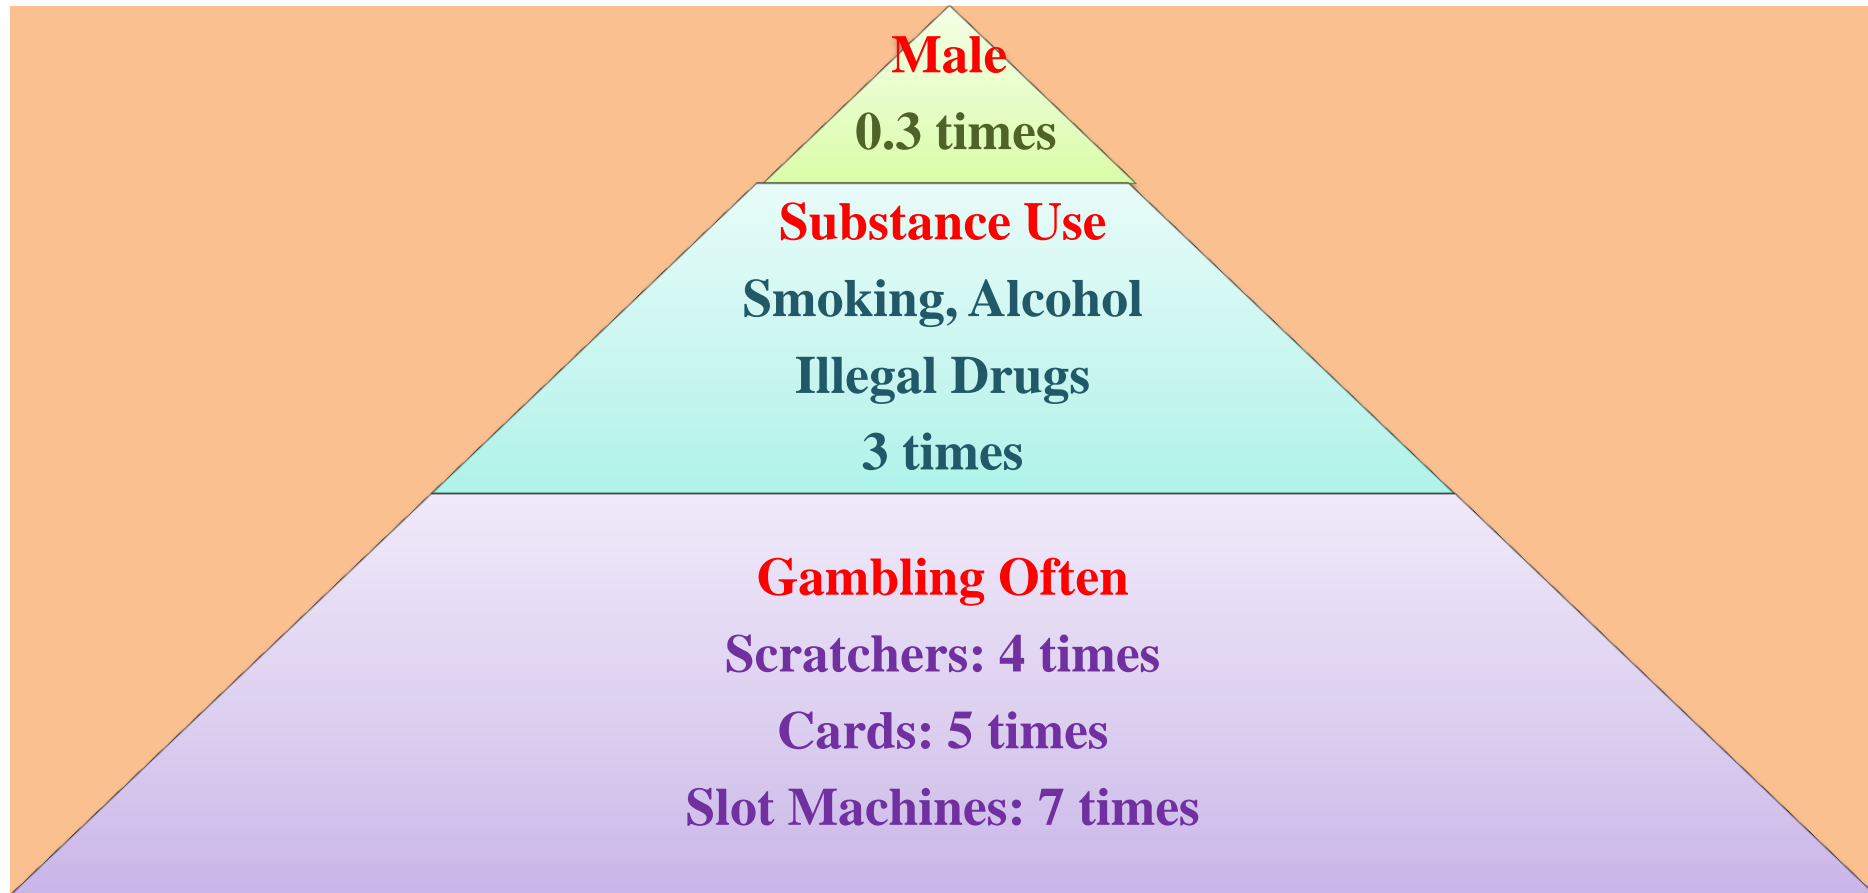 Male
0.3 times
Substance Use
Smoking, Alcohol
Illegal Drugs
3 times
Gambling Often
Scratchers: 4 times
Cards: 5 times
Slot Machines: 7 times